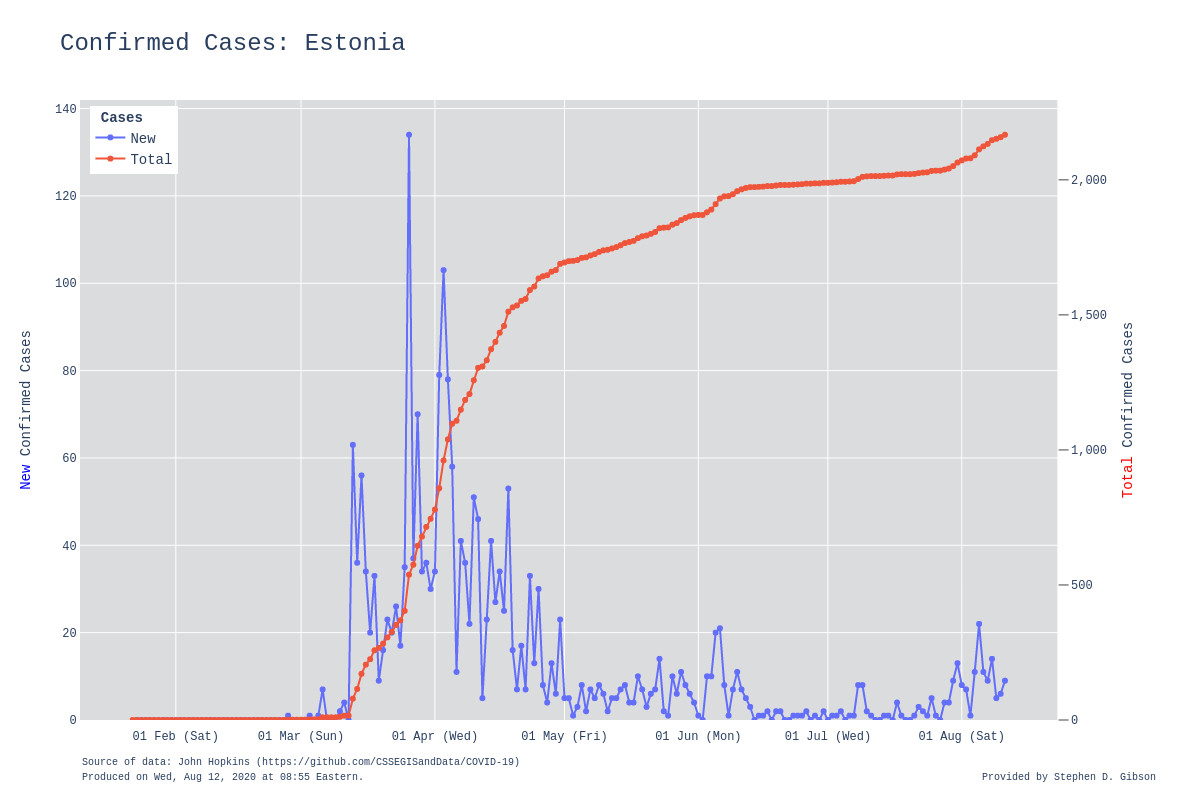 Confirmed Cases: Estonia
Cases
New
Total
140
120
100
80
60
40
20
0
New Confirmed Cases
2,000
1,500
1,000
500
0
Total Confirmed Cases
01 Feb (Sat) 01 Mar (Sun) 01 Apr (Wed) 01 May (Fri) 01 Jun (Mon) 01 Jul (Wed) 01 Aug (Sat)
Source of data: John Hopkins (https://github.com/CSSEGISandData/COVID-19)
Produced on Wed, Aug 12, 2020 at 08:55 Eastern.
Provided by Stephen D. Gibson